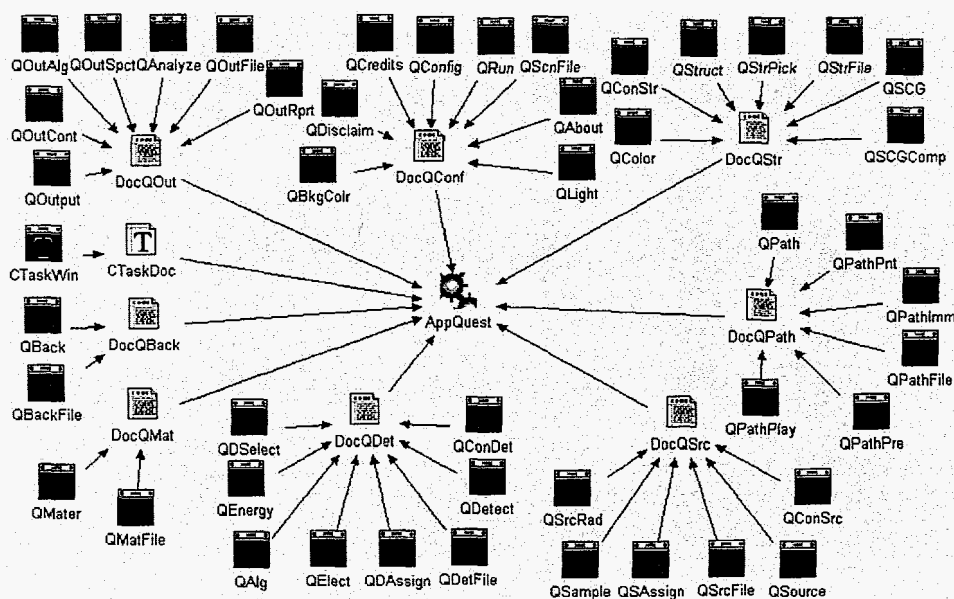 QOutAlg QOutSpct QAnalyze QOutFile
QCredits QConfig QRun QScnFile
QStruct QStrPick QStrFile
QOutCont QOutRprt
QDisclaim QAbout
QConStr QSCG
QOutput DocQOut
QBkgColr DocQConf QLight
QColor DocQStr QSCGComp
CTaskWin T CTaskDoc
QPath QPathPnt
QBack DocQBack
AppQuest
DocQPath QPathImm
QBackFile DocQMat
QPathFile
QDSelect DocQDet QConDet
DocQSrc QPathPlay QPathPre
QMater QMatFile
QEnergy QDetect
QSrcRad QConSrc
QAlg QElect QDAssign QDetFile
QSample QSAssign QSrcFile QSource